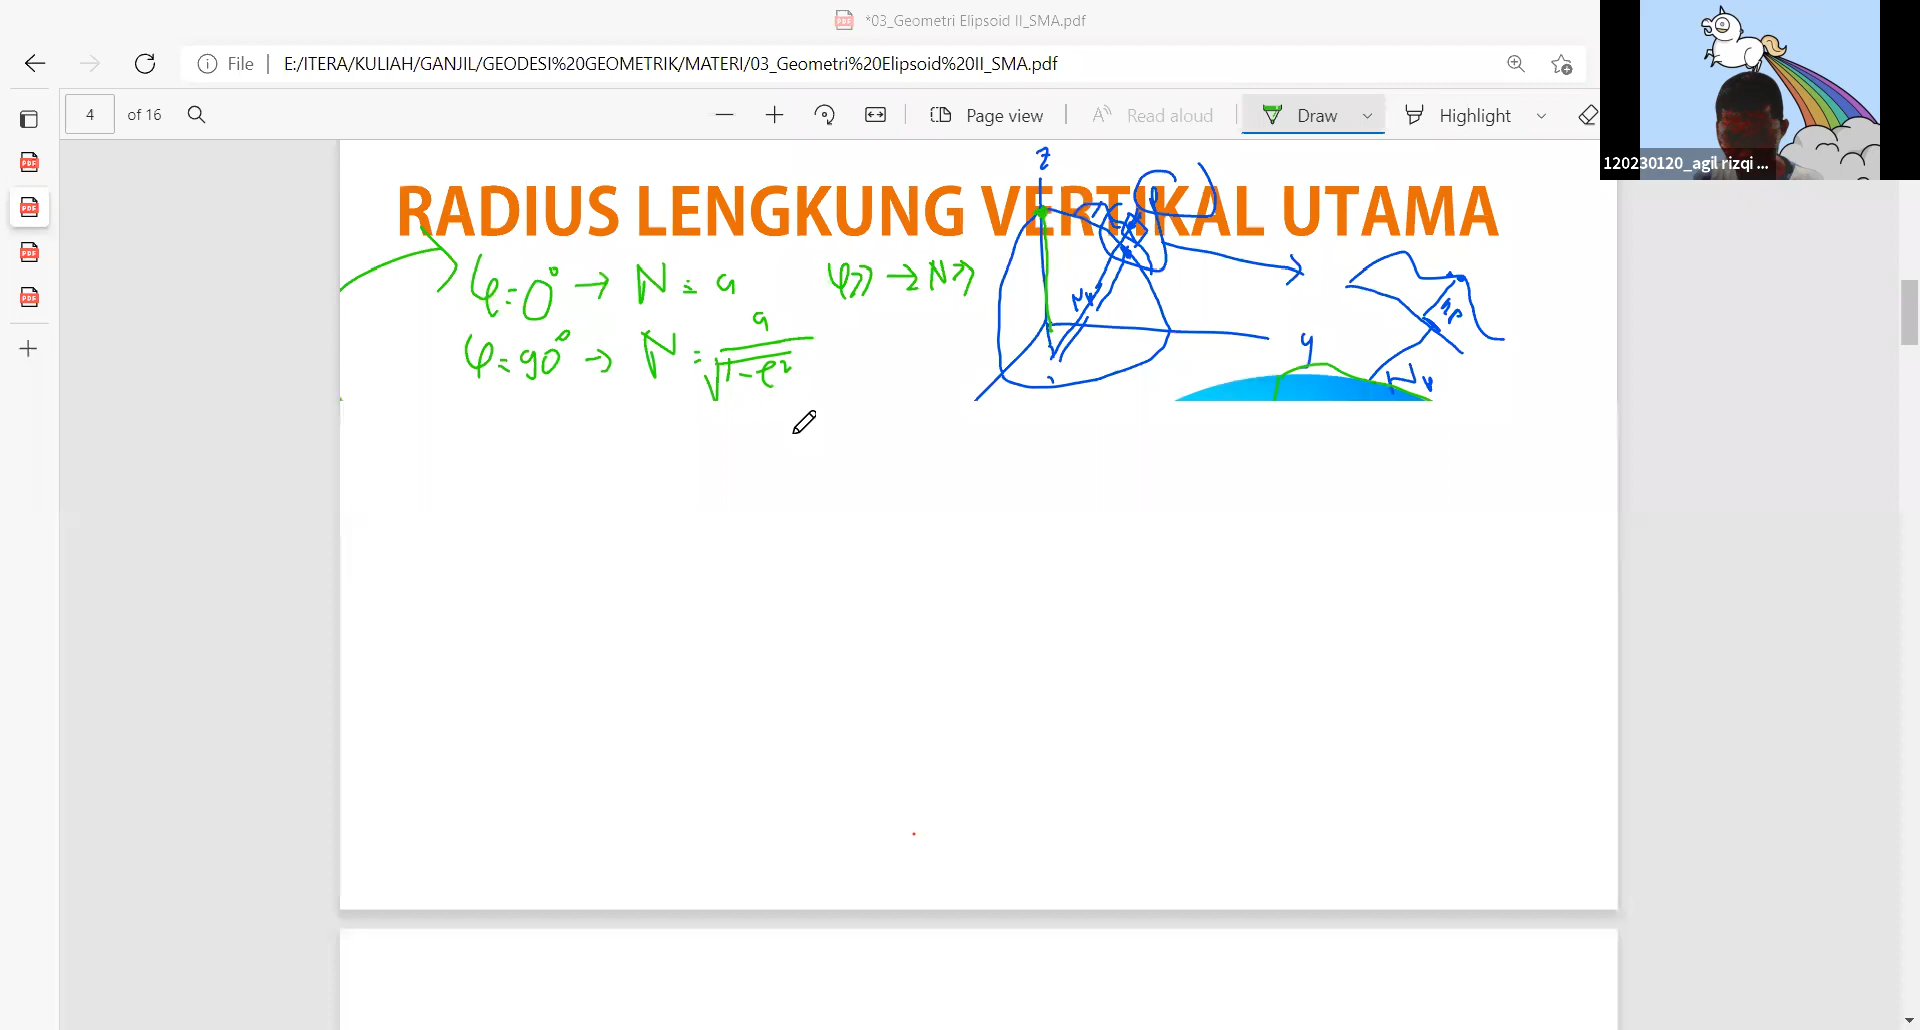 *03_Geometri Elipsoid II_SMA.pdf
File | E:/ITERA/KULIAH/GANJIL/GEODESI%20GEOMETRIK/MATERI/03_Geometri%20Elipsoid%20II_SMA.pdf
4 of 16 Page view Read aloud Draw Highlight
120230120_agil rizqi ...
z
RADIUS LENGKUNG VERTIKAL UTAMA
φ=0° → N = a φ>> → N>>
φ=90° → N = a/√1-e²
y